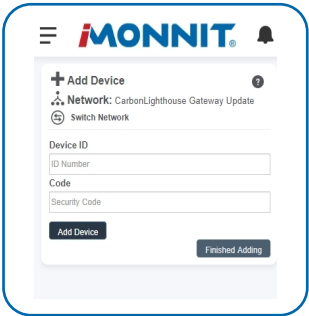 iMONNIT®
Add Device
?
Network: CarbonLighthouse Gateway Update
Switch Network
Device ID
ID Number
Code
Security Code
Add Device
Finished Adding